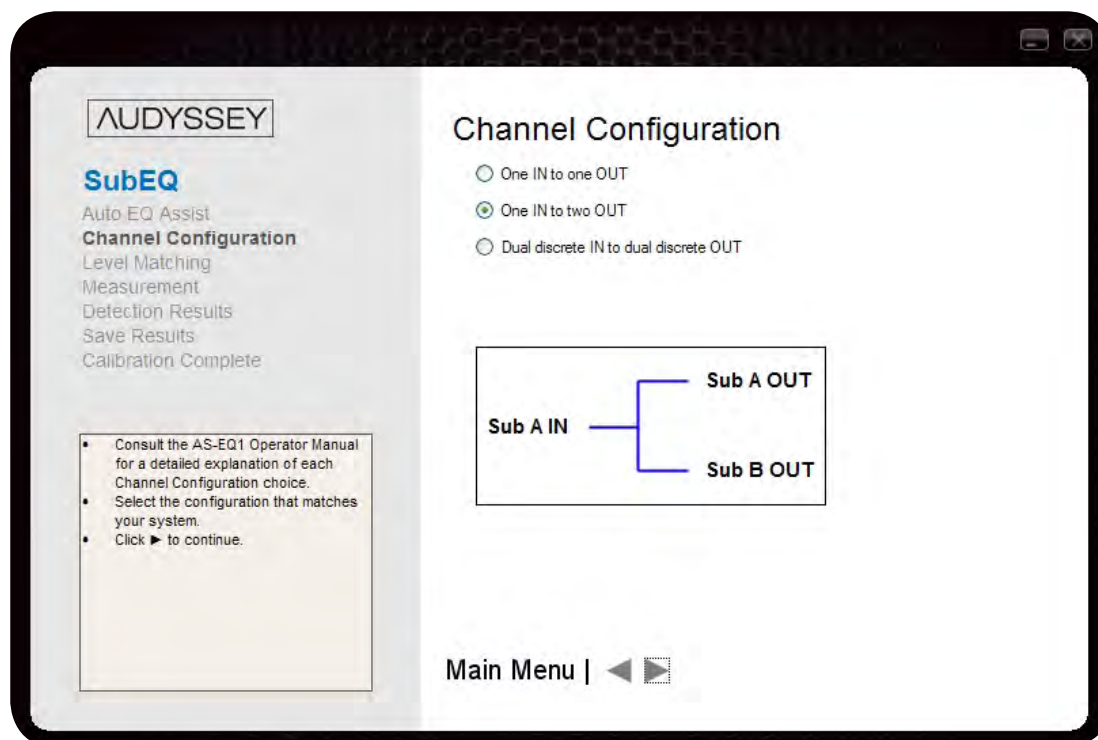 AUDYSSEY
SubEQ
Auto EQ Assist
Channel Configuration
Level Matching
Measurement
Detection Results
Save Results
Calibration Complete
• Consult the AS-EQ1 Operator Manual
for a detailed explanation of each
Channel Configuration choice.
• Select the configuration that matches
your system.
• Click ► to continue.
Channel Configuration
One IN to one OUT
One IN to two OUT
Dual discrete IN to dual discrete OUT
Sub A IN
Sub A OUT
Sub B OUT
Main Menu |